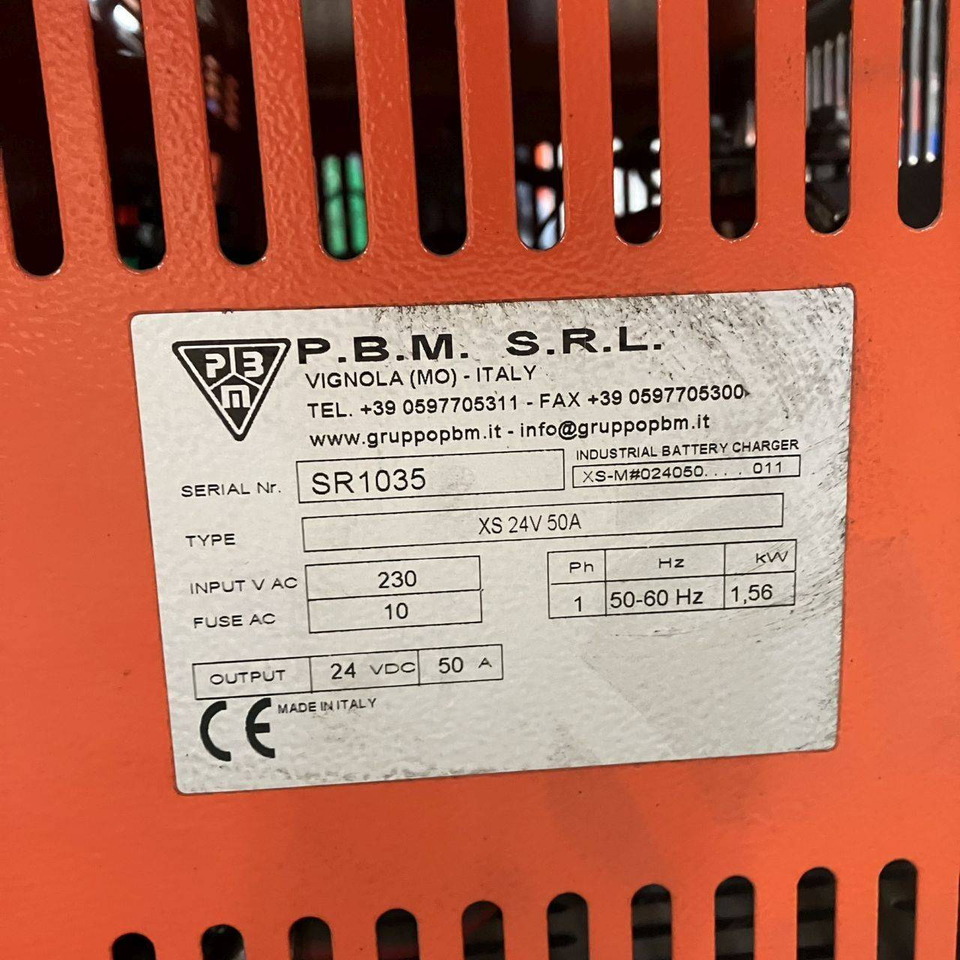 PBM
P.B.M. S.R.L.
VIGNOLA (MO) - ITALY
TEL. +39 0597705311 - FAX +39 0597705300
www.gruppopbm.it - info@gruppopbm.it
INDUSTRIAL BATTERY CHARGER
SERIAL Nr. SR1035 XS-M#024050....011
TYPE XS 24V 50A
INPUT V AC 230
FUSE AC 10
Ph Hz kW
1 50-60 Hz 1,56
OUTPUT 24 VDC 50 A
CE MADE IN ITALY